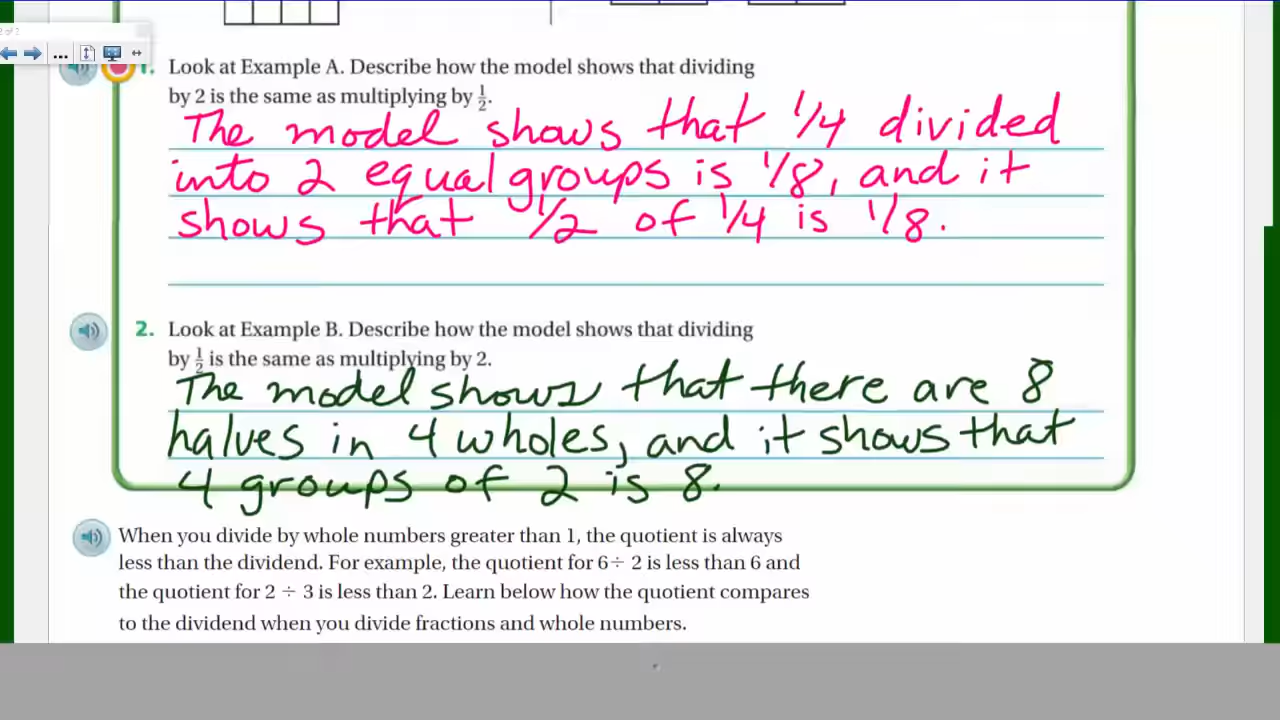 2 of 2
1. Look at Example A. Describe how the model shows that dividing
by 2 is the same as multiplying by 1/2.
The model shows that 1/4 divided
into 2 equal groups is 1/8, and it
shows that 1/2 of 1/4 is 1/8.
2. Look at Example B. Describe how the model shows that dividing
by 1/2 is the same as multiplying by 2.
The model shows that there are 8
halves in 4 wholes, and it shows that
4 groups of 2 is 8.
When you divide by whole numbers greater than 1, the quotient is always
less than the dividend. For example, the quotient for 6 ÷ 2 is less than 6 and
the quotient for 2 ÷ 3 is less than 2. Learn below how the quotient compares
to the dividend when you divide fractions and whole numbers.